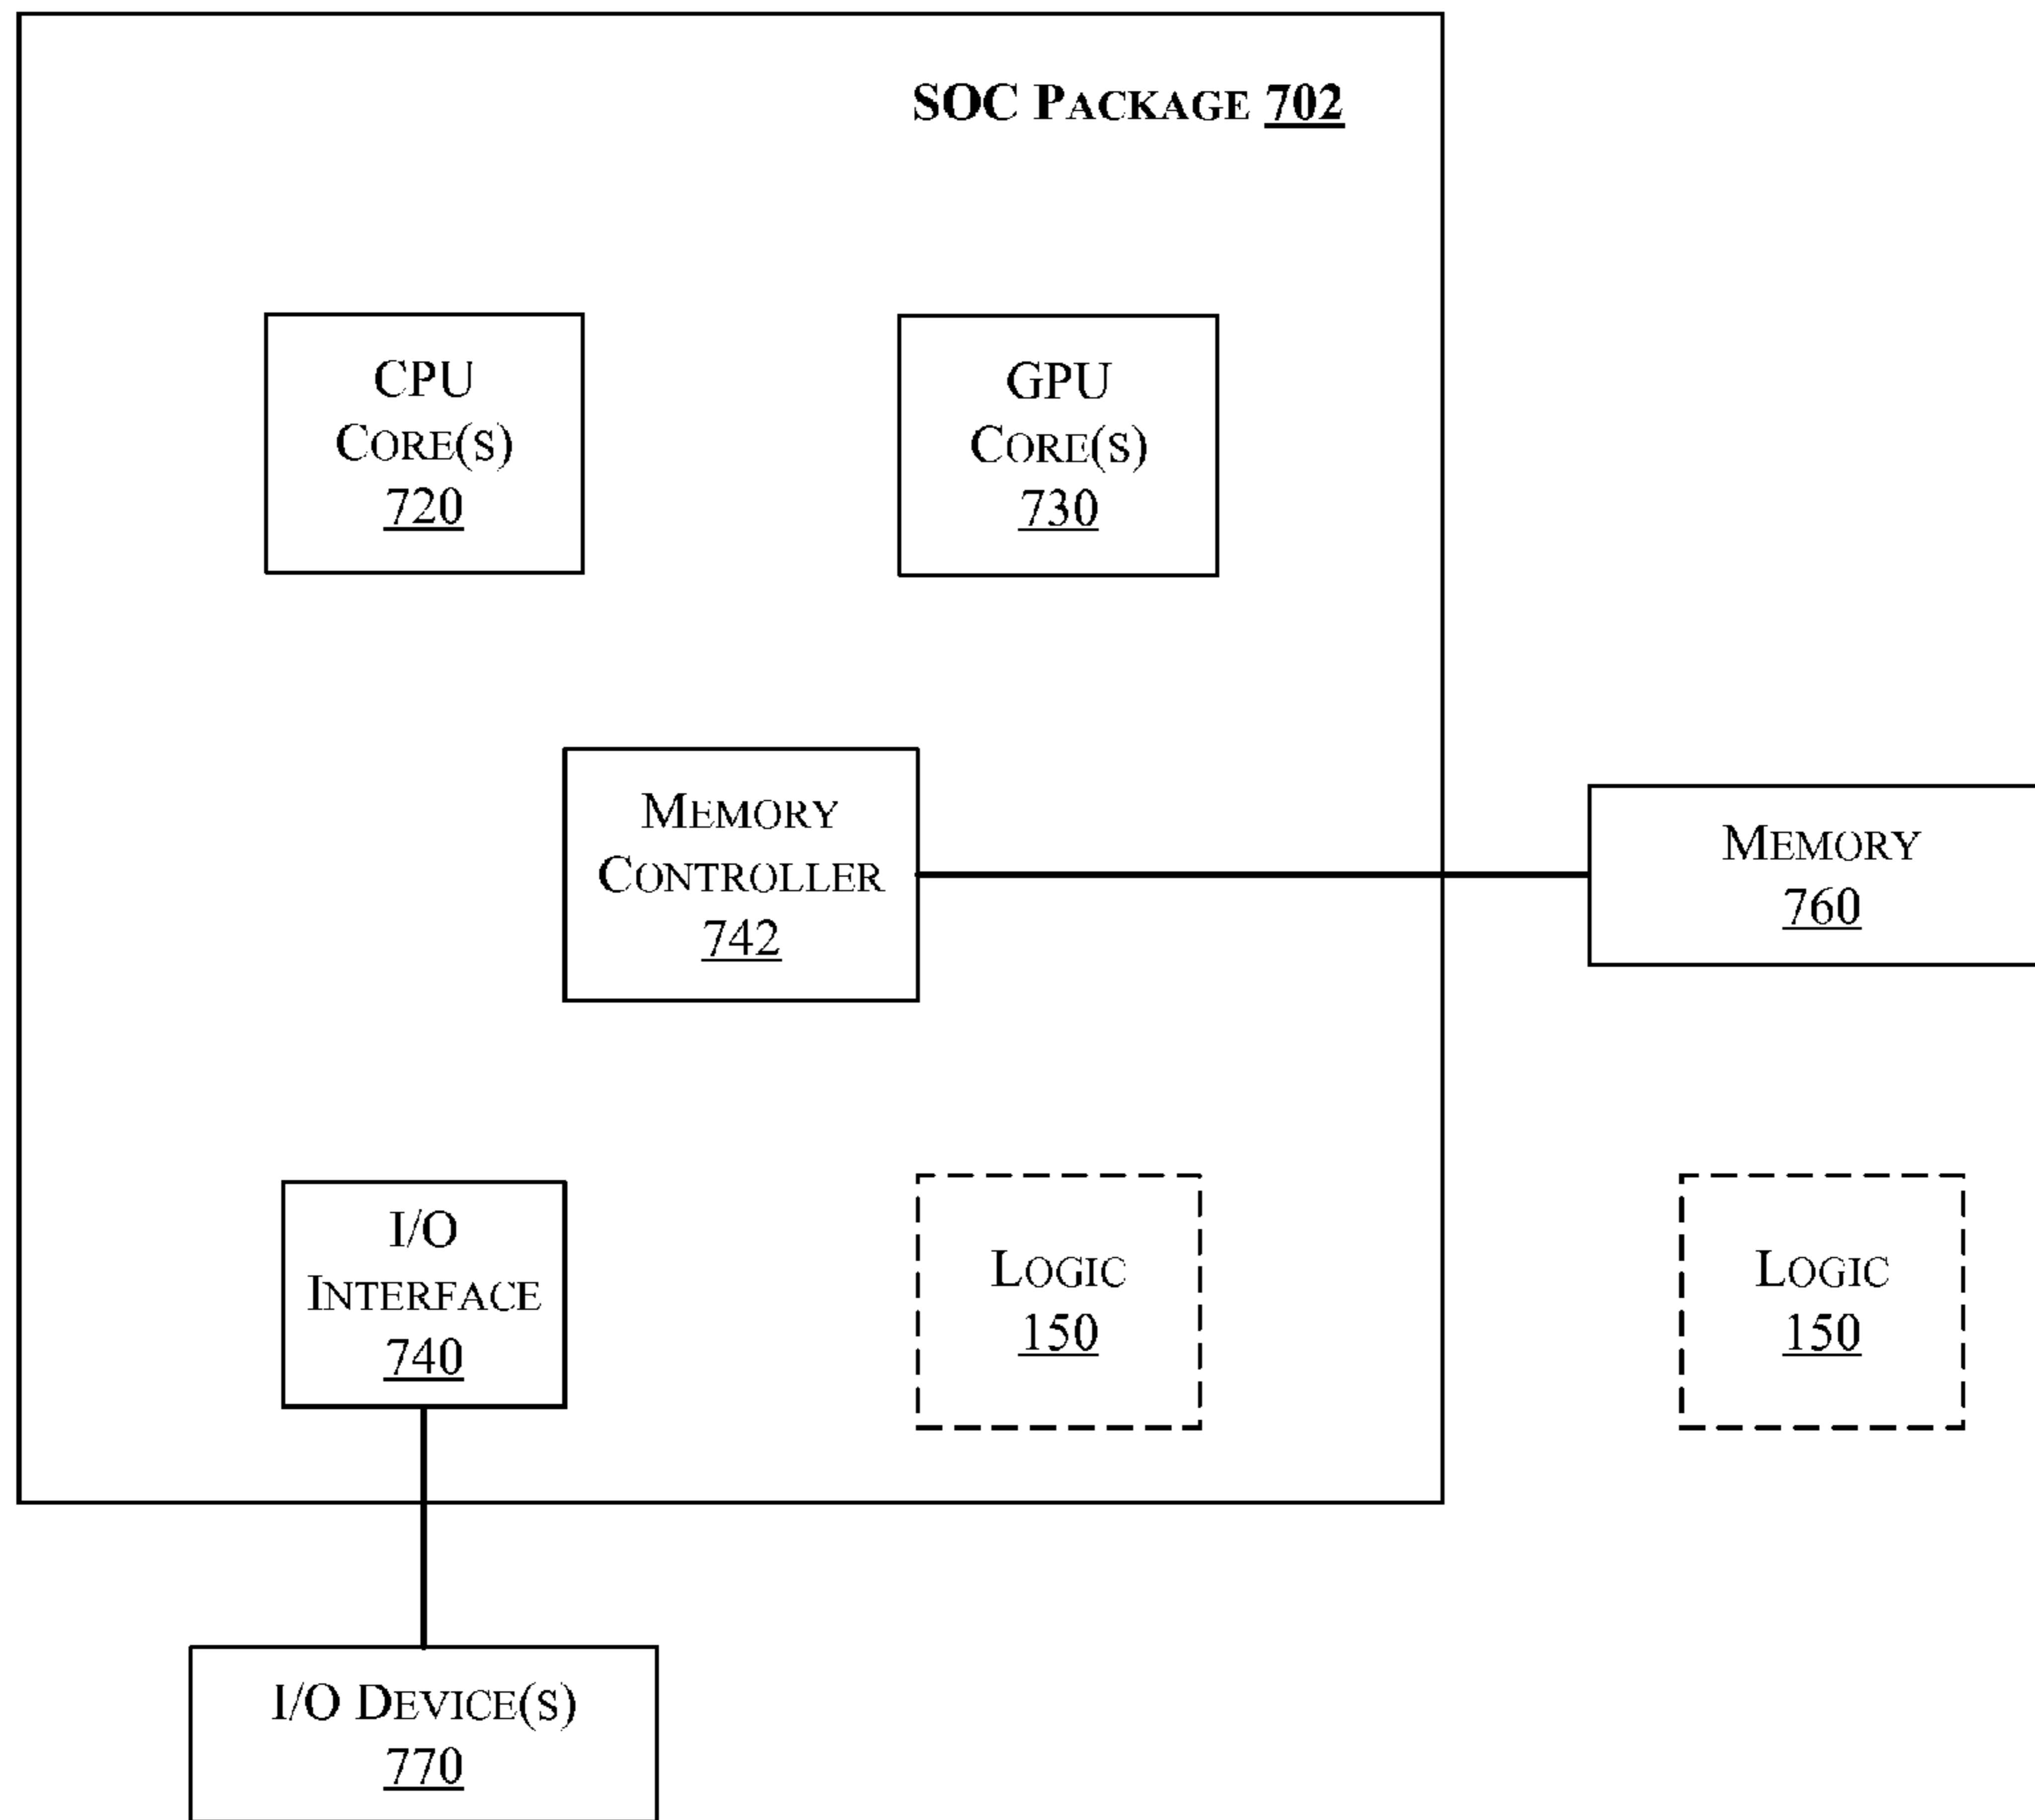 SOC PACKAGE 702
CPU
CORE(S)
720
GPU
CORE(S)
730
MEMORY
CONTROLLER
742
MEMORY
760
I/O
INTERFACE
740
LOGIC
150
LOGIC
150
I/O DEVICE(S)
770